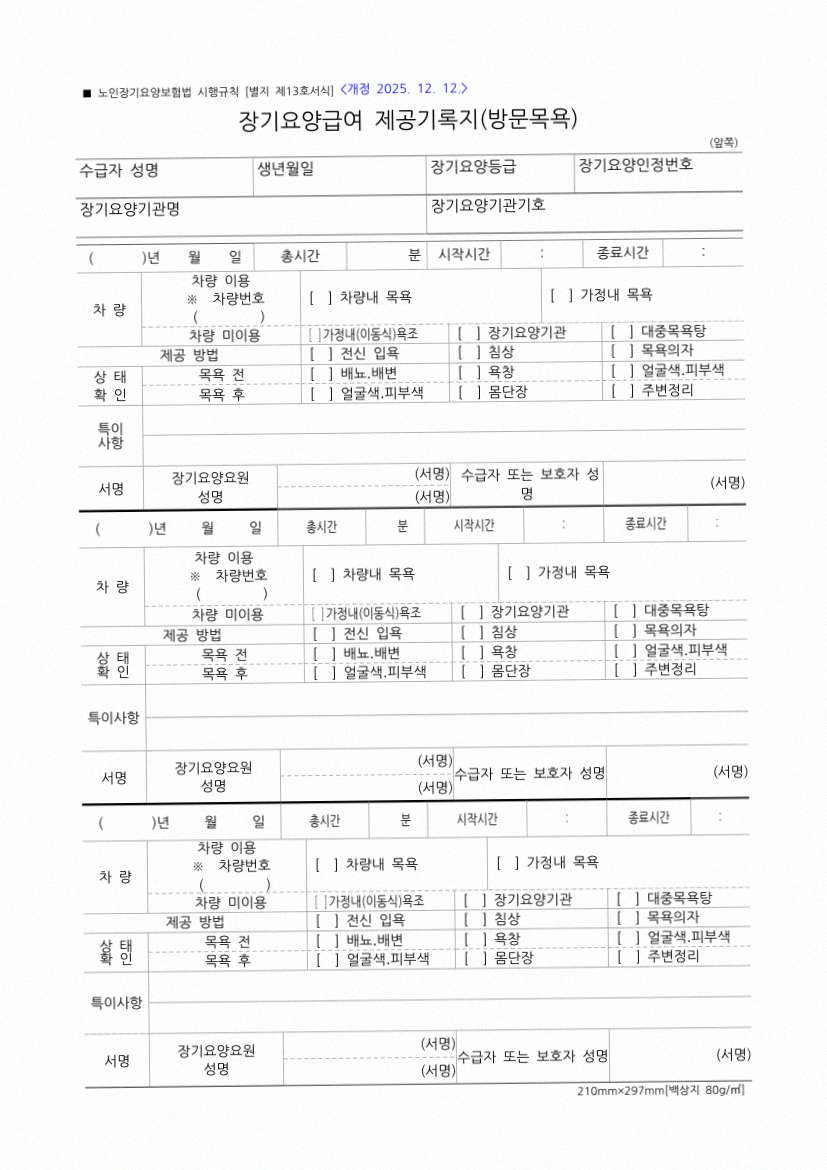 ■ 노인장기요양보험법 시행규칙 [별지 제13호서식] <개정 2025. 12. 12.>
장기요양급여 제공기록지(방문목욕)
(앞쪽)
수급자 성명 생년월일 장기요양등급 장기요양인정번호
장기요양기관명 장기요양기관기호
( )년 월 일 총시간 분 시작시간 : 종료시간 :
차량 이용
※ 차량번호 [ ] 차량내 목욕 [ ] 가정내 목욕
차 량
( )
차량 미이용 [ ]가정내(이동식)욕조 [ ] 장기요양기관 [ ] 대중목욕탕
제공 방법 [ ] 전신 입욕 [ ] 침상 [ ] 목욕의자
상 태 목욕 전 [ ] 배뇨.배변 [ ] 욕창 [ ] 얼굴색.피부색
확 인 목욕 후 [ ] 얼굴색.피부색 [ ] 몸단장 [ ] 주변정리
특이
사항
서명 장기요양요원 (서명) 수급자 또는 보호자 성 (서명)
성명 (서명) 명
( )년 월 일 총시간 분 시작시간 : 종료시간 :
차량 이용
※ 차량번호 [ ] 차량내 목욕 [ ] 가정내 목욕
차 량
( )
차량 미이용 [ ]가정내(이동식)욕조 [ ] 장기요양기관 [ ] 대중목욕탕
제공 방법 [ ] 전신 입욕 [ ] 침상 [ ] 목욕의자
상 태 목욕 전 [ ] 배뇨.배변 [ ] 욕창 [ ] 얼굴색.피부색
확 인 목욕 후 [ ] 얼굴색.피부색 [ ] 몸단장 [ ] 주변정리
특이사항
서명 장기요양요원 (서명) 수급자 또는 보호자 성명 (서명)
성명 (서명)
( )년 월 일 총시간 분 시작시간 : 종료시간 :
차량 이용
※ 차량번호 [ ] 차량내 목욕 [ ] 가정내 목욕
차 량
( )
차량 미이용 [ ]가정내(이동식)욕조 [ ] 장기요양기관 [ ] 대중목욕탕
제공 방법 [ ] 전신 입욕 [ ] 침상 [ ] 목욕의자
상 태 목욕 전 [ ] 배뇨.배변 [ ] 욕창 [ ] 얼굴색.피부색
확 인 목욕 후 [ ] 얼굴색.피부색 [ ] 몸단장 [ ] 주변정리
특이사항
서명 장기요양요원 (서명) 수급자 또는 보호자 성명 (서명)
성명 (서명)
210mm×297mm[백상지 80g/㎡]